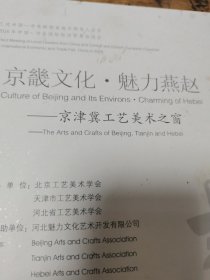 京畿文化·魅力燕赵
Culture of Beijing and Its Environs · Charming of Hebei
——京津冀工艺美术之窗
——The Arts and Crafts of Beijing, Tianjin and Hebei
单位：北京工艺美术学会
天津市工艺美术学会
河北省工艺美术学会
助单位：河北魅力文化艺术开发有限公司
Beijing Arts and Crafts Association
Tianjin Arts and Crafts Association
Hebei Arts and Crafts Association